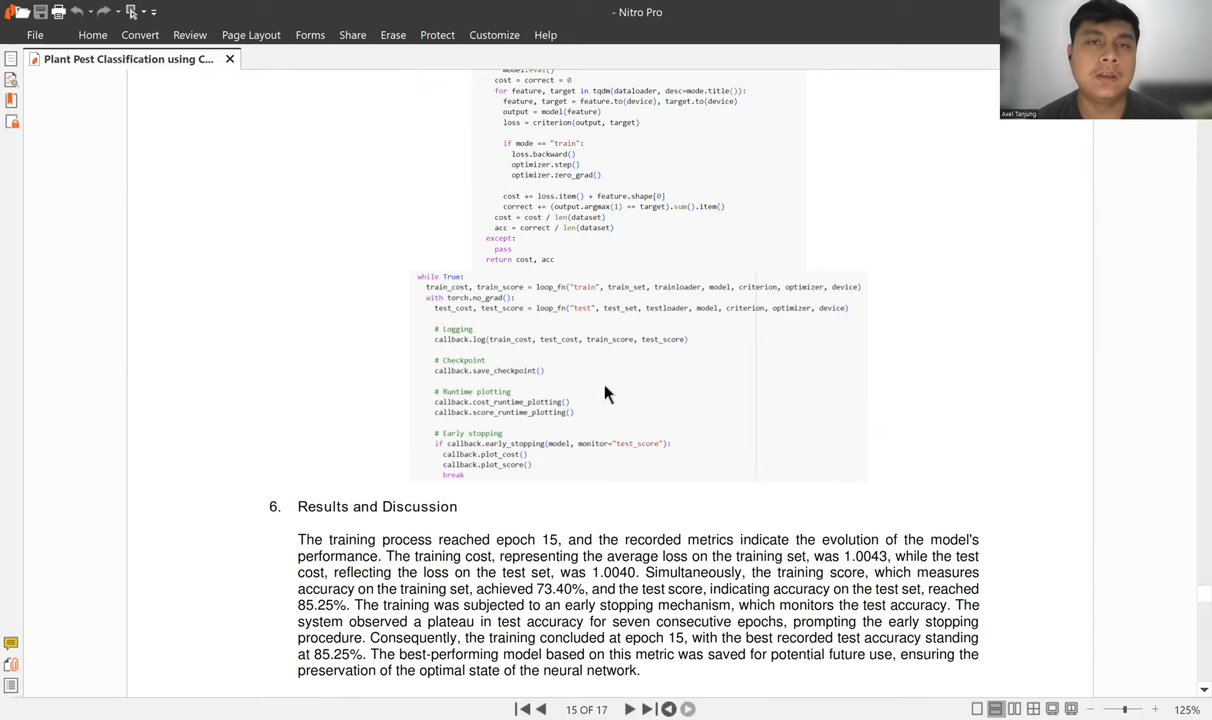 - Nitro Pro
File Home Convert Review Page Layout Forms Share Erase Protect Customize Help
Plant Pest Classification using C...
Axel Tanjung
model.eval()
cost = correct = 0
for feature, target in tqdm(dataloader, desc=mode.title()):
feature, target = feature.to(device), target.to(device)
output = model(feature)
loss = criterion(output, target)
if mode == "train":
loss.backward()
optimizer.step()
optimizer.zero_grad()
cost += loss.item() + feature.shape[0]
correct += (output.argmax(1) == target).sum().item()
cost = cost / len(dataset)
acc = correct / len(dataset)
except:
pass
return cost, acc
while True:
train_cost, train_score = loop_fn("train", train_set, trainloader, model, criterion, optimizer, device)
with torch.no_grad():
test_cost, test_score = loop_fn("test", test_set, testloader, model, criterion, optimizer, device)
# Logging
callback.log(train_cost, test_cost, train_score, test_score)
# Checkpoint
callback.save_checkpoint()
# Runtime plotting
callback.cost_runtime_plotting()
callback.score_runtime_plotting()
# Early stopping
if callback.early_stopping(model, monitor="test_score"):
callback.plot_cost()
callback.plot_score()
break
6. Results and Discussion
The training process reached epoch 15, and the recorded metrics indicate the evolution of the model's
performance. The training cost, representing the average loss on the training set, was 1.0043, while the test
cost, reflecting the loss on the test set, was 1.0040. Simultaneously, the training score, which measures
accuracy on the training set, achieved 73.40%, and the test score, indicating accuracy on the test set, reached
85.25%. The training was subjected to an early stopping mechanism, which monitors the test accuracy. The
system observed a plateau in test accuracy for seven consecutive epochs, prompting the early stopping
procedure. Consequently, the training concluded at epoch 15, with the best recorded test accuracy standing
at 85.25%. The best-performing model based on this metric was saved for potential future use, ensuring the
preservation of the optimal state of the neural network.
15 OF 17
125%